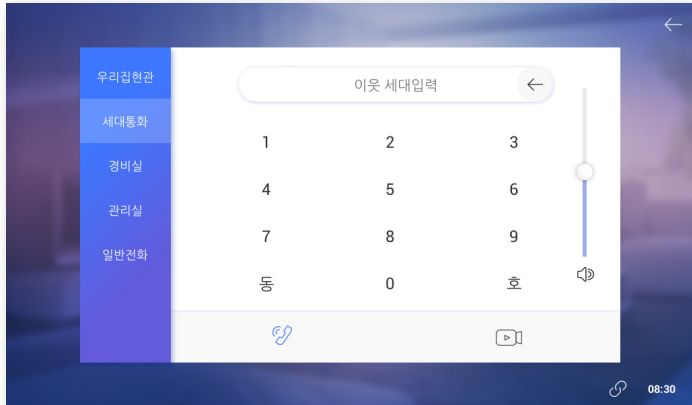 우리집현관
세대통화
경비실
관리실
일반전화
이웃 세대입력
1 2 3
4 5 6
7 8 9
동 0 호
08:30